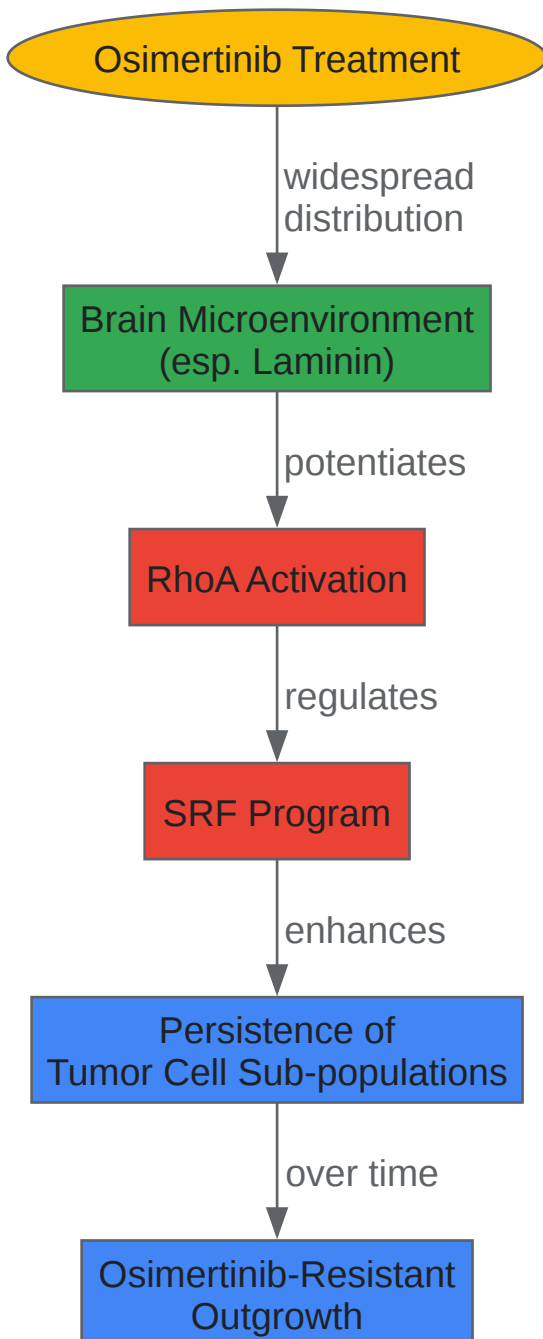 Osimertinib Treatment
widespread
distribution
Brain Microenvironment
(esp. Laminin)
potentiates
RhoA Activation
regulates
SRF Program
enhances
Persistence of
Tumor Cell Sub-populations
over time
Osimertinib-Resistant
Outgrowth